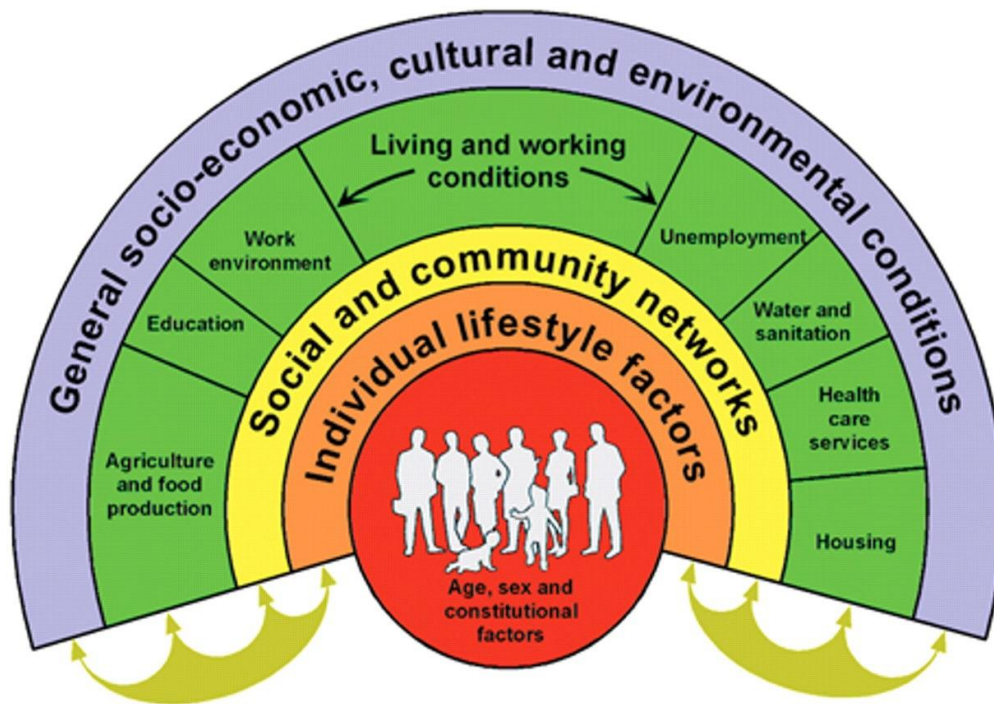 General socio-economic, cultural and environmental conditions
Living and working
conditions
Work
environment
Unemployment
Education
Water and
sanitation
Agriculture
and food
production
Health
care
services
Housing
Social and community networks
Individual lifestyle factors
Age, sex and
constitutional
factors